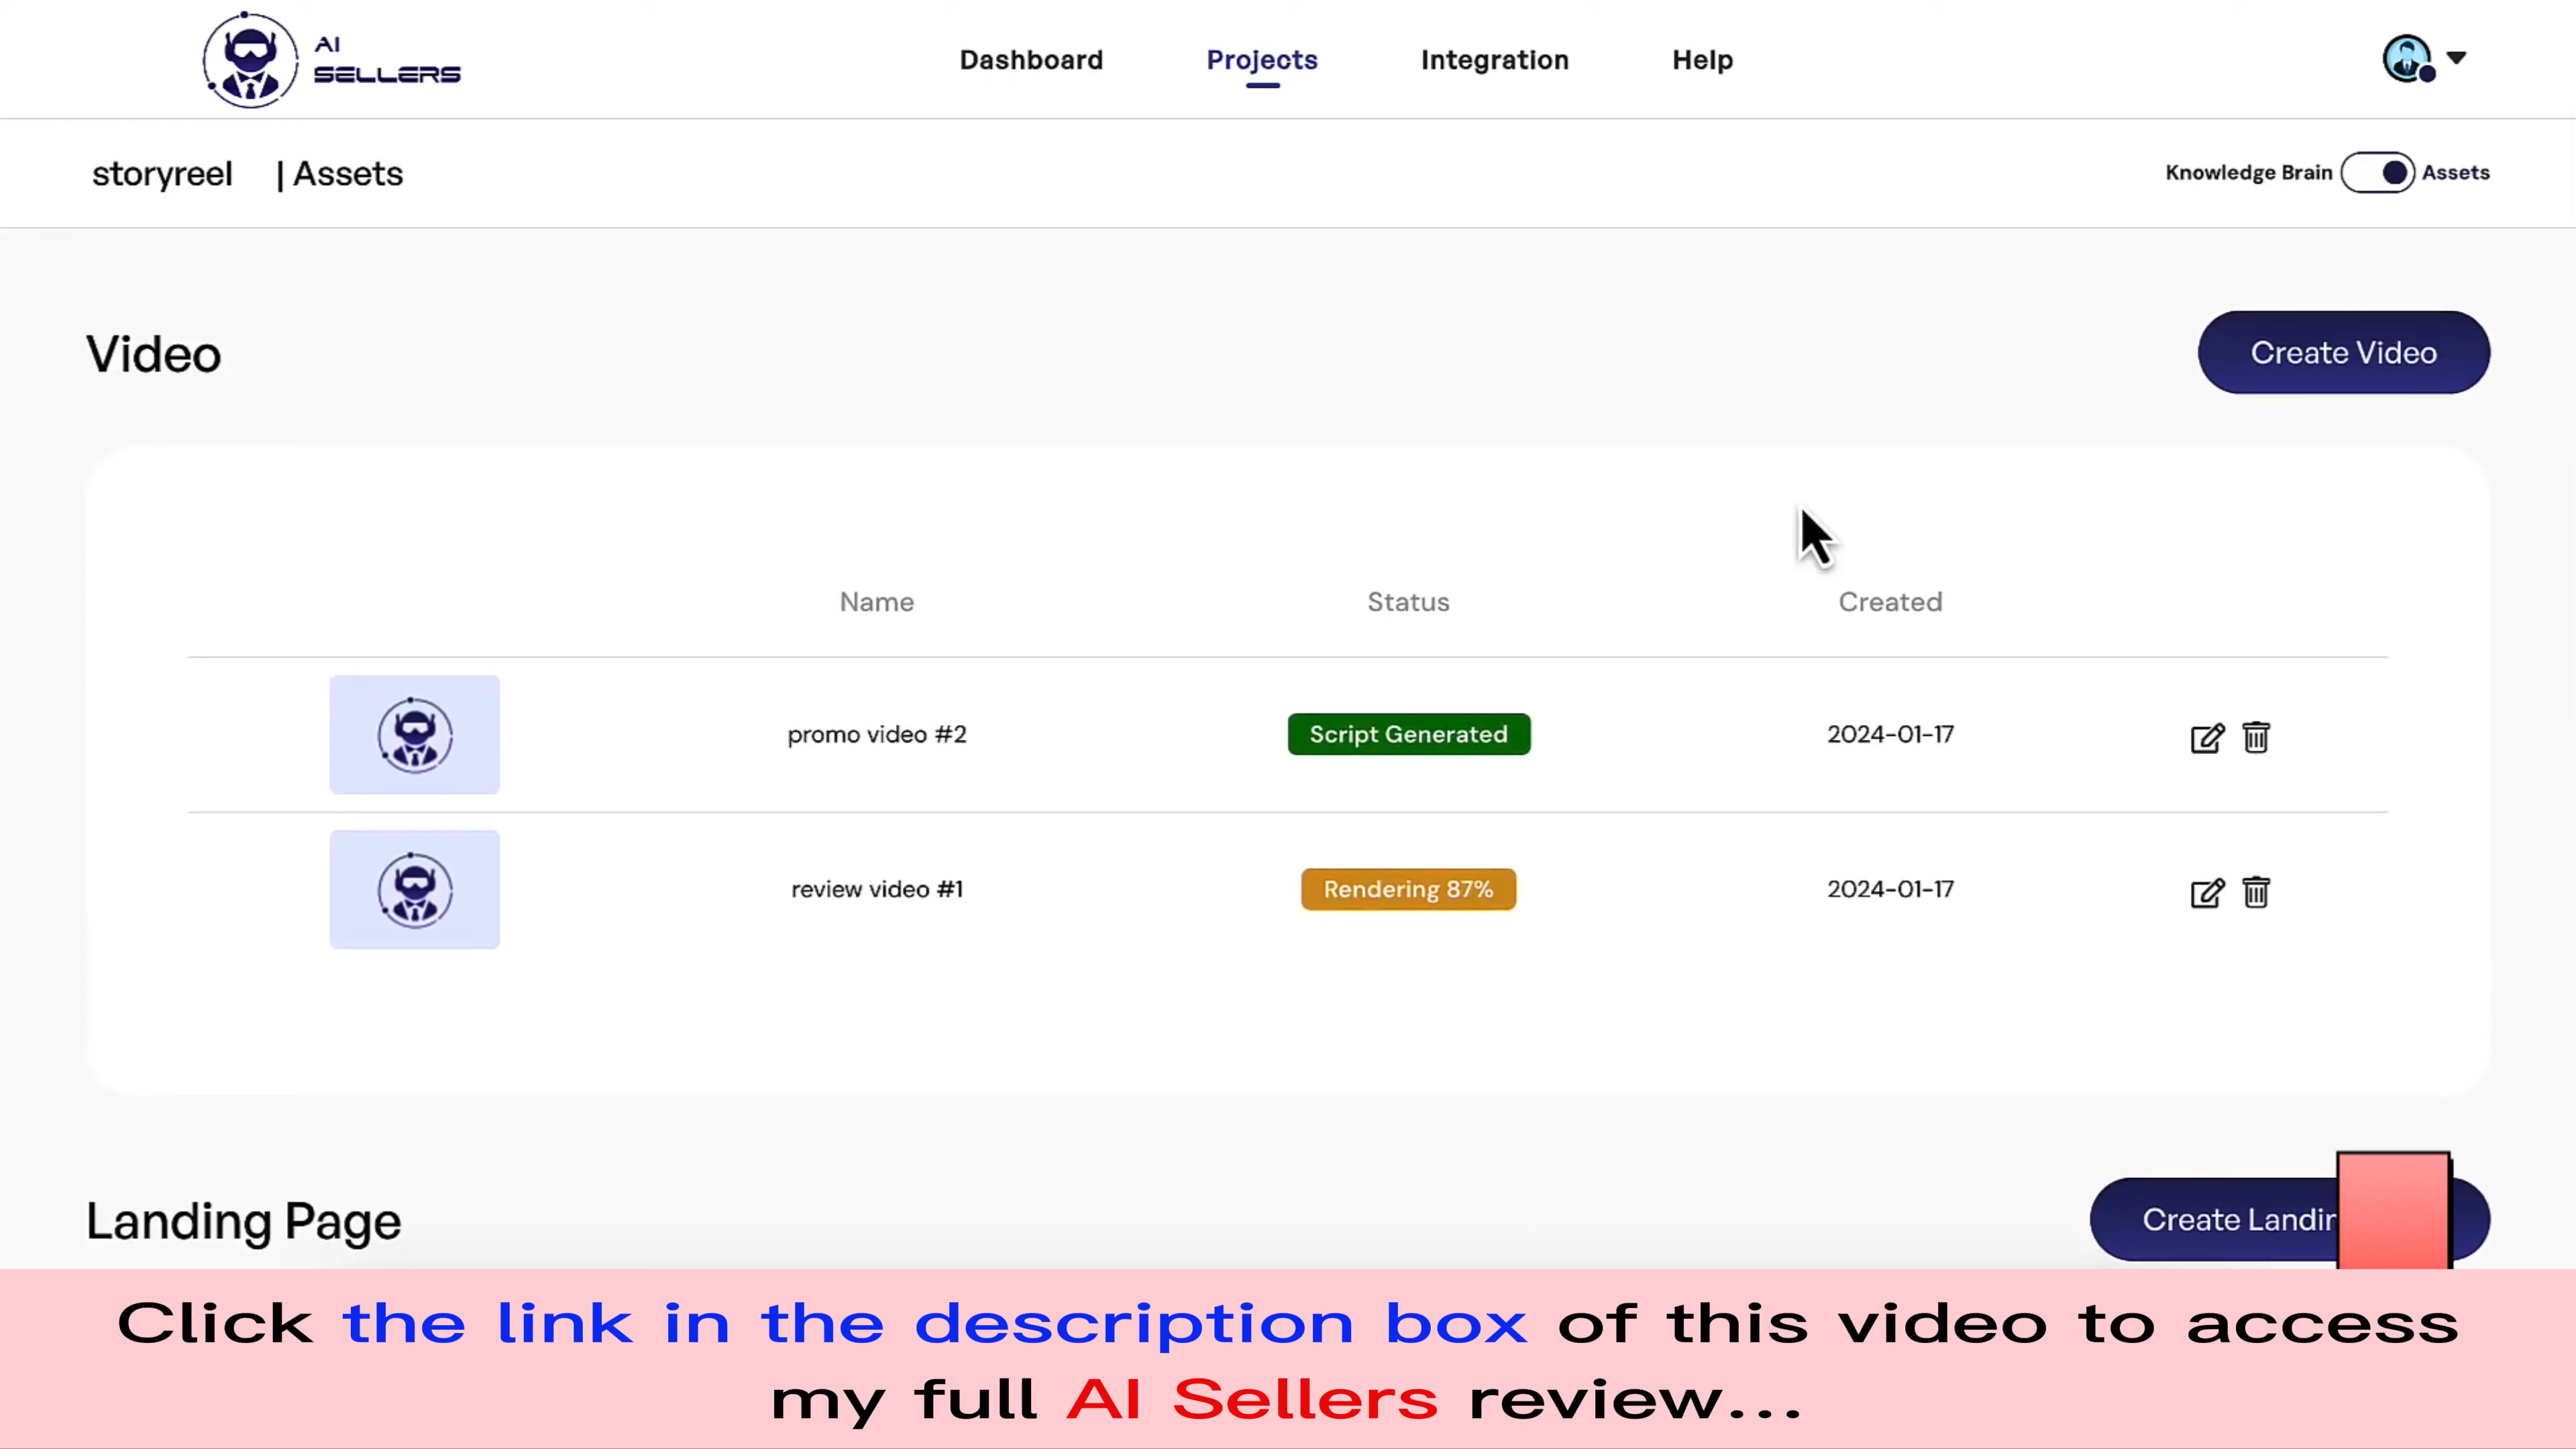 AI
SELLERS
Dashboard
Projects
Integration
Help
storyreel
| Assets
Knowledge Brain
Assets
Video
Create Video
Name
Status
Created
promo video #2
Script Generated
2024-01-17
review video #1
Rendering 87%
2024-01-17
Landing Page
Create
Click the link in the description box of this video to access
my full AI Sellers review...